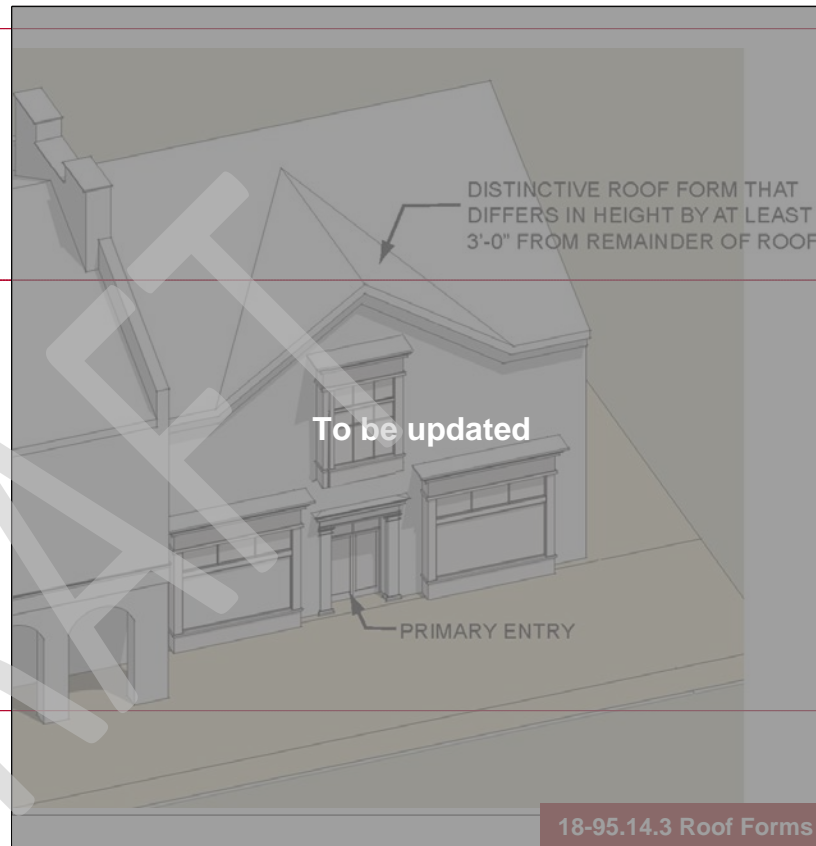 DISTINCTIVE ROOF FORM THAT
DIFFERS IN HEIGHT BY AT LEAST
3'-0" FROM REMAINDER OF ROOF
To be updated
PRIMARY ENTRY
18-95.14.3 Roof Forms